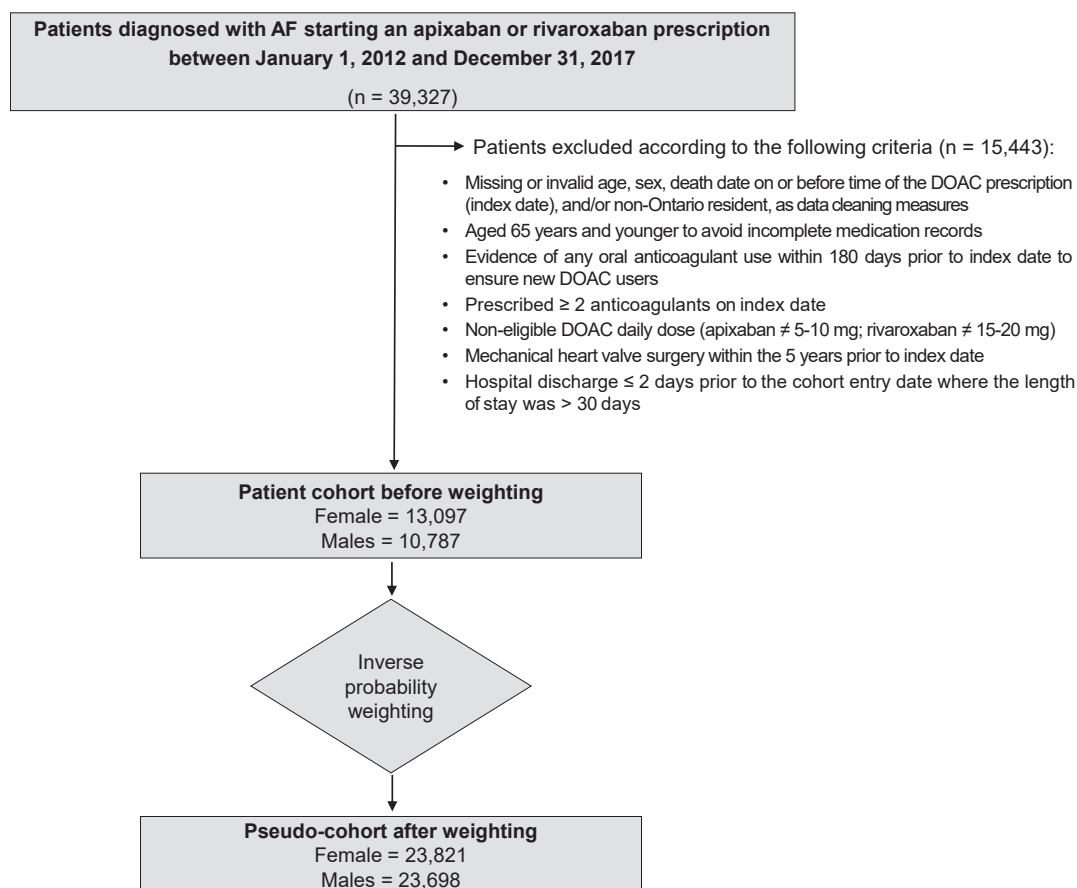 Patients diagnosed with AF starting an apixaban or rivaroxaban prescription
between January 1, 2012 and December 31, 2017
(n = 39,327)
Patients excluded according to the following criteria (n = 15,443):
• Missing or invalid age, sex, death date on or before time of the DOAC prescription
(index date), and/or non-Ontario resident, as data cleaning measures
• Aged 65 years and younger to avoid incomplete medication records
• Evidence of any oral anticoagulant use within 180 days prior to index date to
ensure new DOAC users
• Prescribed ≥ 2 anticoagulants on index date
• Non-eligible DOAC daily dose (apixaban ≠ 5-10 mg; rivaroxaban ≠ 15-20 mg)
• Mechanical heart valve surgery within the 5 years prior to index date
• Hospital discharge ≤ 2 days prior to the cohort entry date where the length
of stay was > 30 days
Patient cohort before weighting
Female = 13,097
Males = 10,787
Inverse
probability
weighting
Pseudo-cohort after weighting
Female = 23,821
Males = 23,698